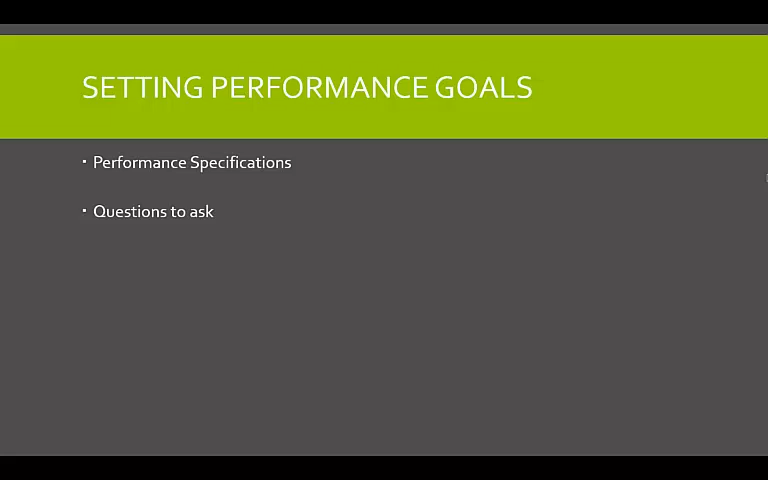 SETTING PERFORMANCE GOALS
▪ Performance Specifications
▪ Questions to ask